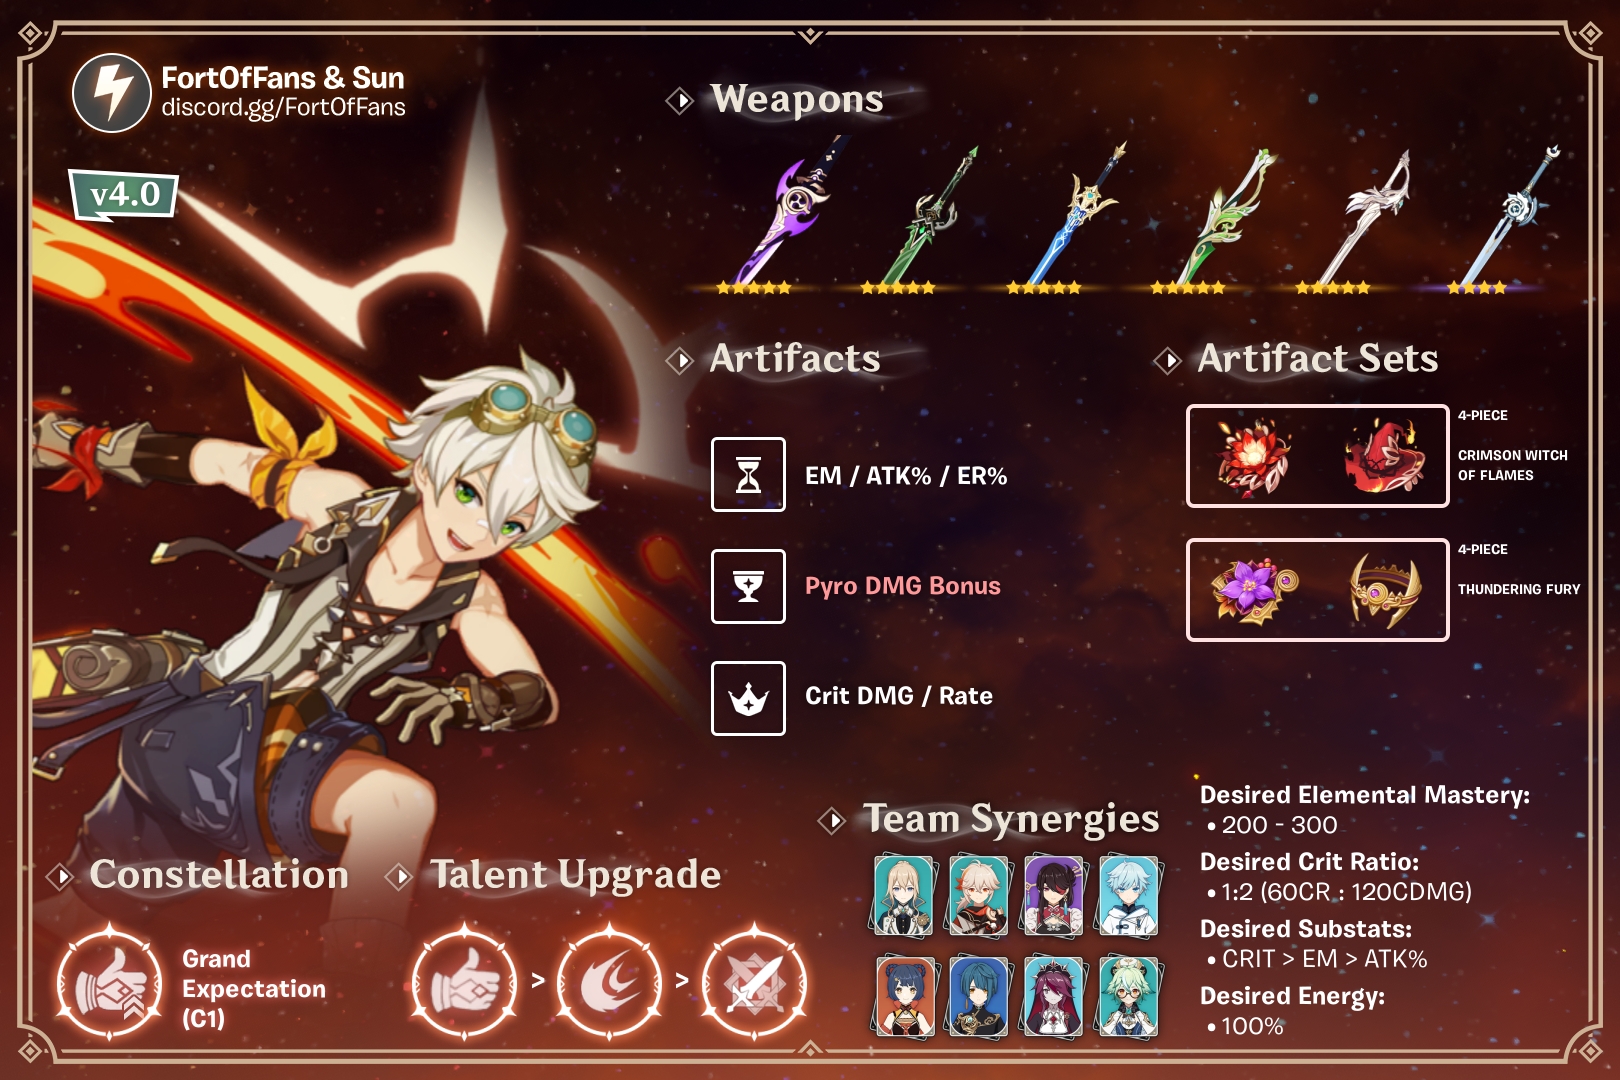 FortOfFans & Sun
discord.gg/FortOfFans
v4.0
Weapons
Artifacts
EM / ATK% / ER%
Pyro DMG Bonus
Crit DMG / Rate
Artifact Sets
4-PIECE
CRIMSON WITCH
OF FLAMES
4-PIECE
THUNDERING FURY
Constellation
Grand
Expectation
(C1)
Talent Upgrade
>
>
Team Synergies
Desired Elemental Mastery:
• 200 - 300
Desired Crit Ratio:
• 1:2 (60CR : 120CDMG)
Desired Substats:
• CRIT > EM > ATK%
Desired Energy:
• 100%